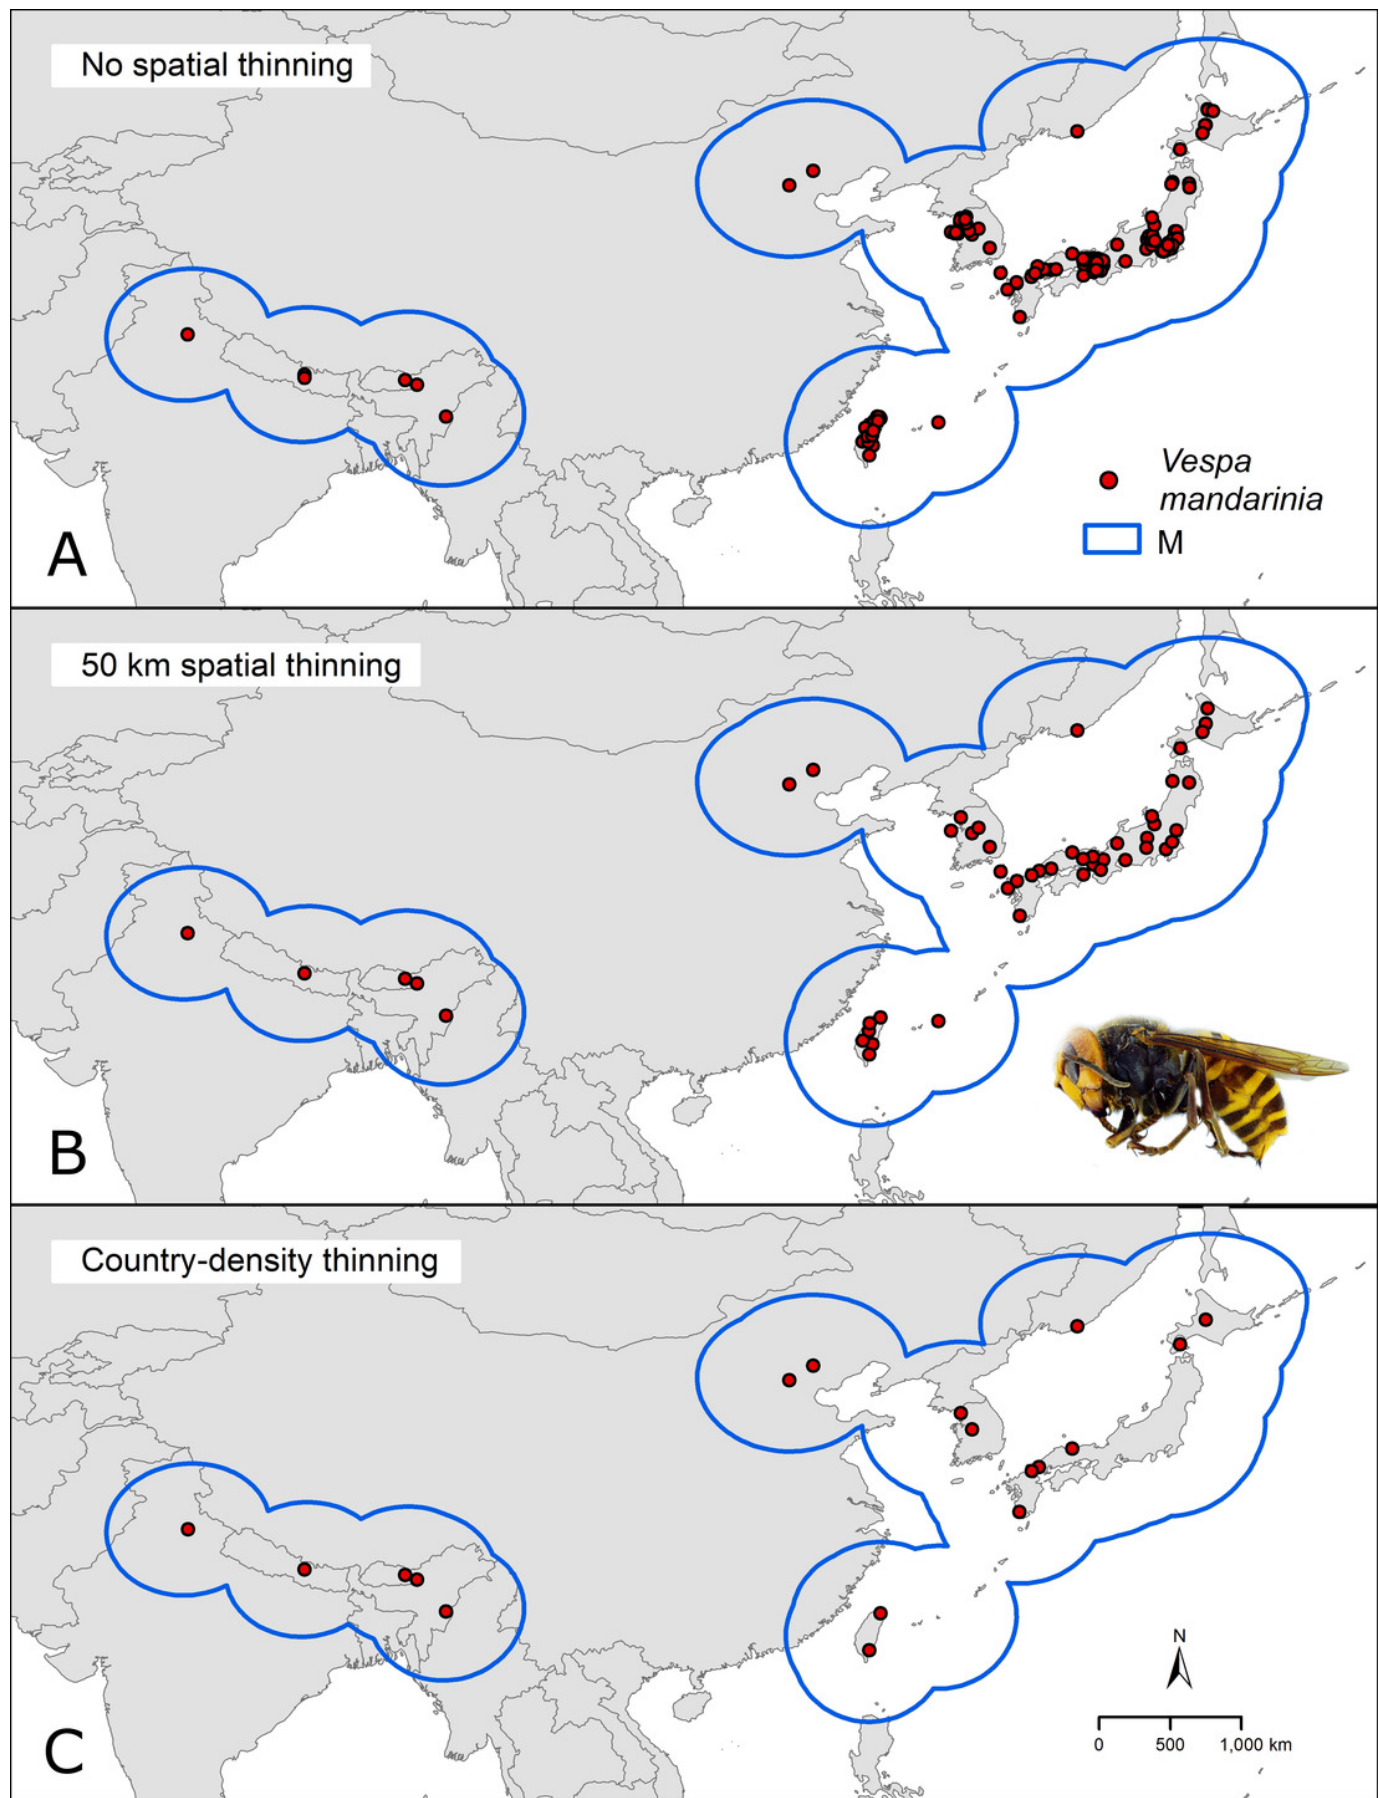 No spatial thinning
Vespa
mandarinia
M
A
50 km spatial thinning
B
Country-density thinning
N
0 500 1,000 km
C